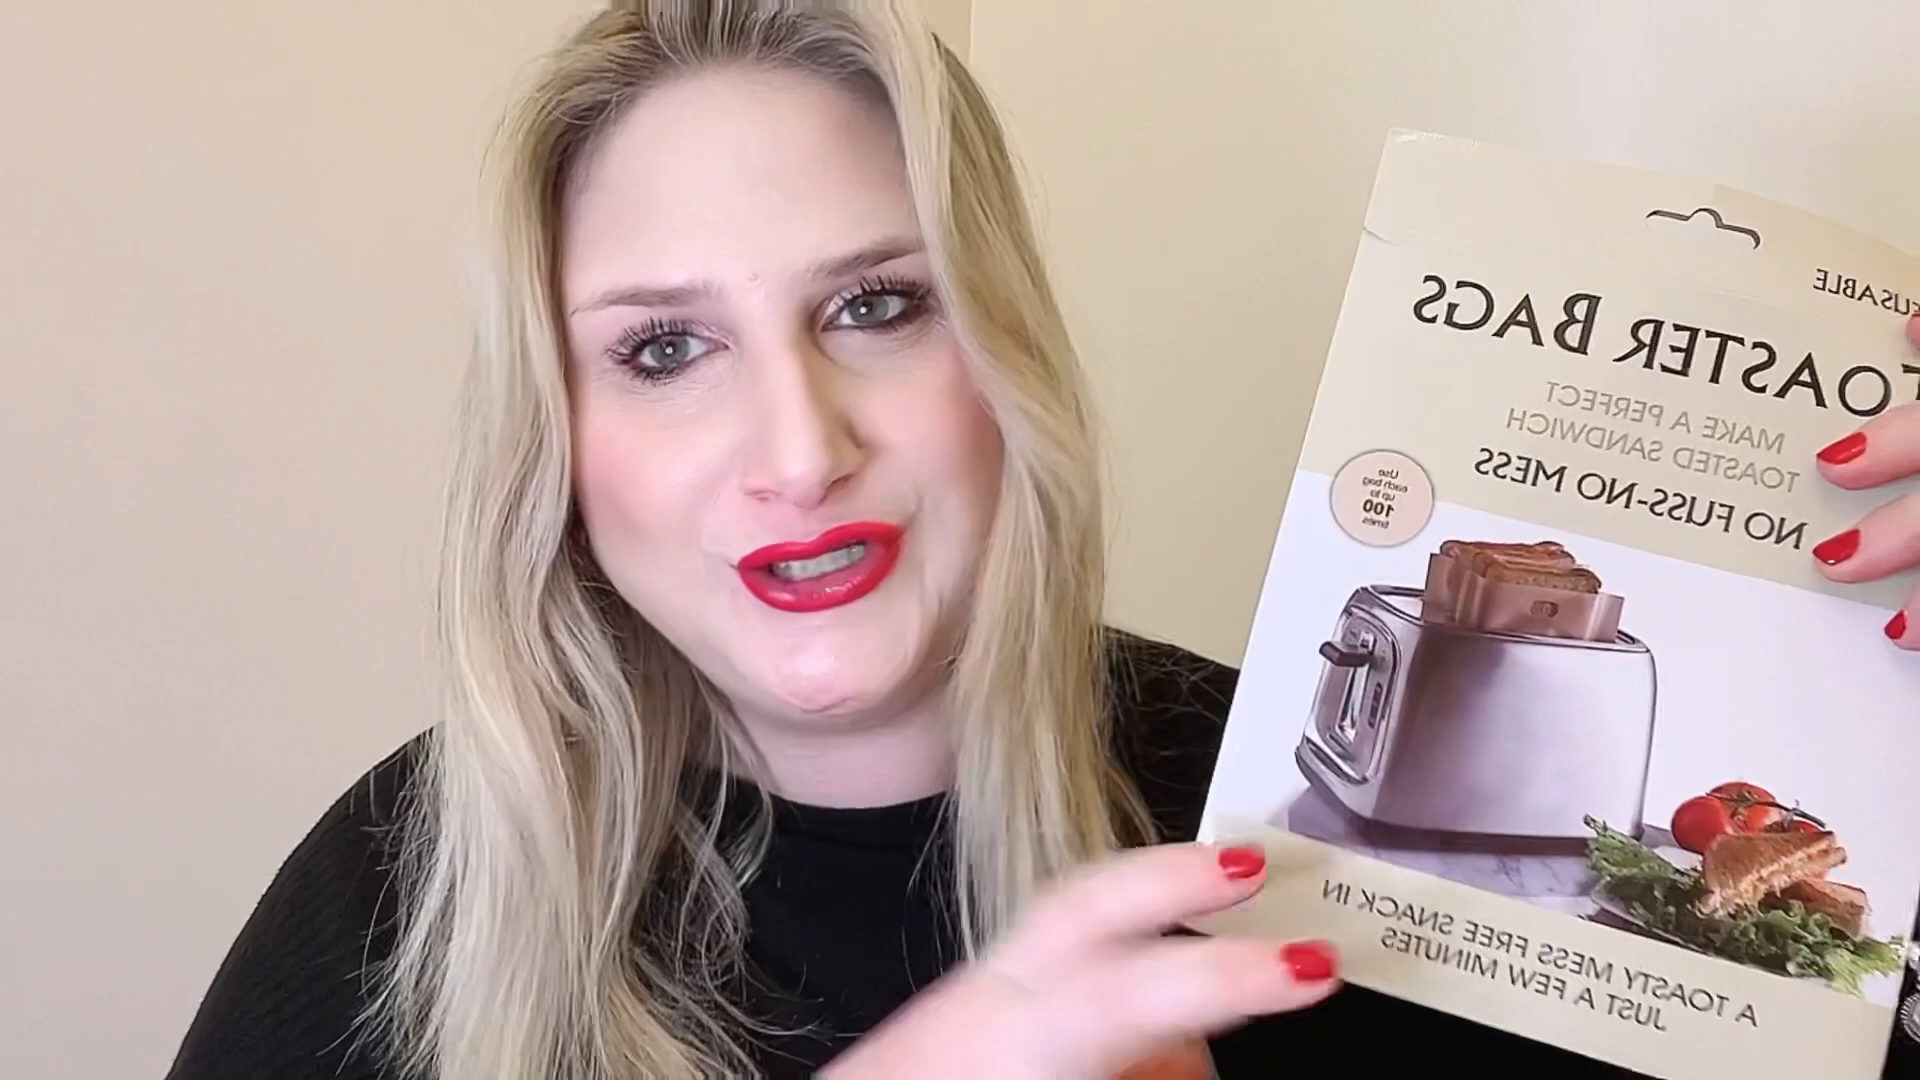 EUSABLE
TOASTER BAGS
MAKE A PERFECT
TOASTED SANDWICH
NO FUSS-NO MESS
Use
each bag
up to
100
times
A TOASTY MESS FREE SNACK IN
JUST A FEW MINUTES